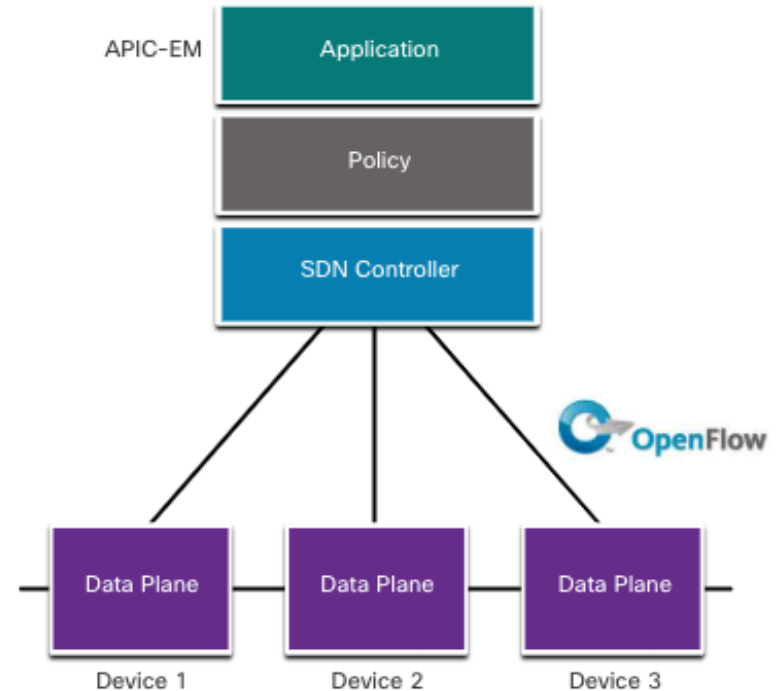 APIC-EM
Application
Policy
SDN Controller
OpenFlow
Data Plane
Data Plane
Data Plane
Device 1
Device 2
Device 3